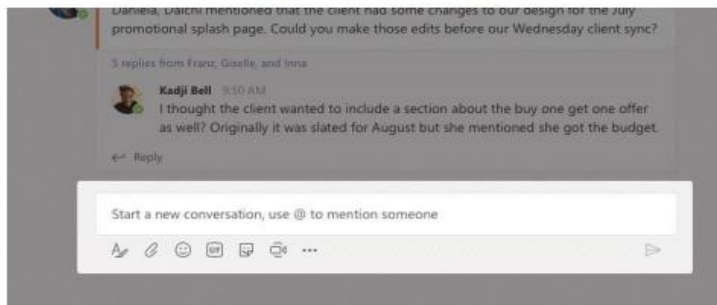 Daniela, Daichi mentioned that the client had some changes to our design for the July
promotional splash page. Could you make those edits before our Wednesday client sync?
5 replies from Franz, Giselle, and Inna
Kadji Bell 9:50 AM
I thought the client wanted to include a section about the buy one get one offer
as well? Originally it was slated for August but she mentioned she got the budget.
Reply
Start a new conversation, use @ to mention someone
GIF